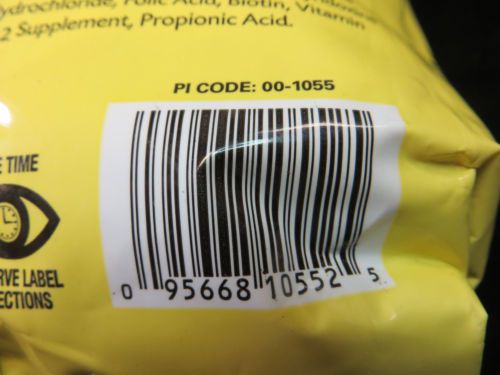 Folic Acid, Biotin, Vitamin
2 Supplement, Propionic Acid.
PI CODE: 00-1055
E TIME
RVE LABEL
ECTIONS
0 95668 10552 5